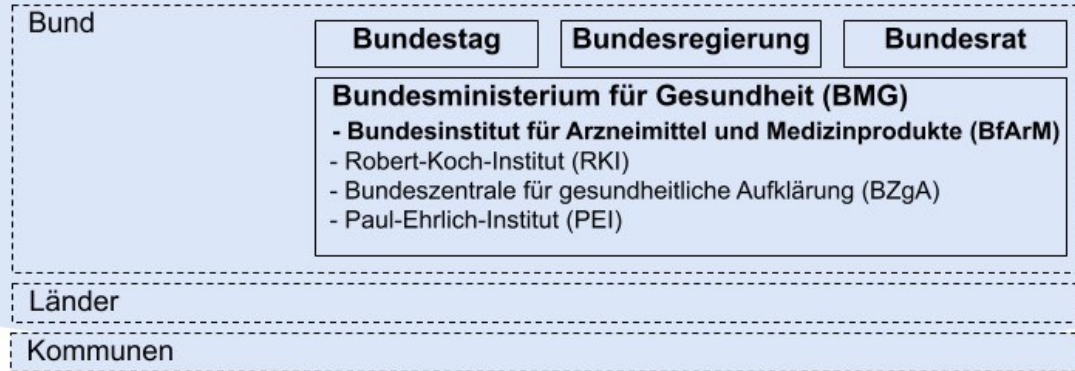 Bund
Bundestag
Bundesregierung
Bundesrat
Bundesministerium für Gesundheit (BMG)
- Bundesinstitut für Arzneimittel und Medizinprodukte (BfArM)
- Robert-Koch-Institut (RKI)
- Bundeszentrale für gesundheitliche Aufklärung (BZgA)
- Paul-Ehrlich-Institut (PEI)
Länder
Kommunen